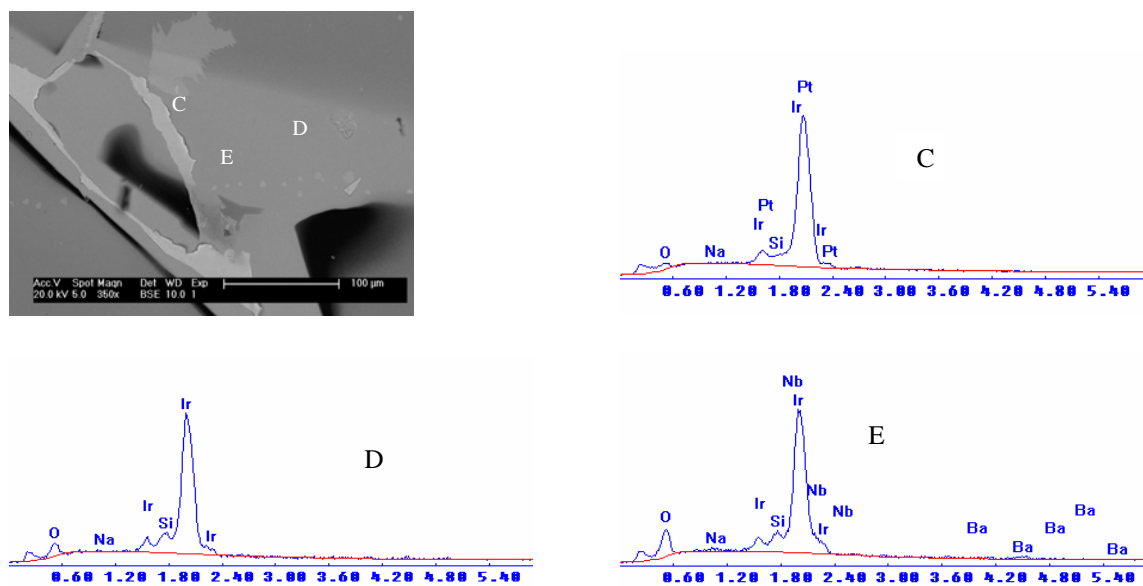 C
D
E
Acc.V Spot Magn Det WD Exp 100 µm
20.0 kV 5.0 350x BSE 10.0 1
Pt
Ir
C
Pt
Ir
Ir
Si
O
Na
Pt
0.60 1.20 1.80 2.40 3.00 3.60 4.20 4.80 5.40
Ir
D
Ir
Si
O
Na
Ir
0.60 1.20 1.80 2.40 3.00 3.60 4.20 4.80 5.40
Nb
Ir
E
Nb
Ir
Nb
Ba
O
Si
Ba
Ba
Na
Ir
Ba
Ba
0.60 1.20 1.80 2.40 3.00 3.60 4.20 4.80 5.40